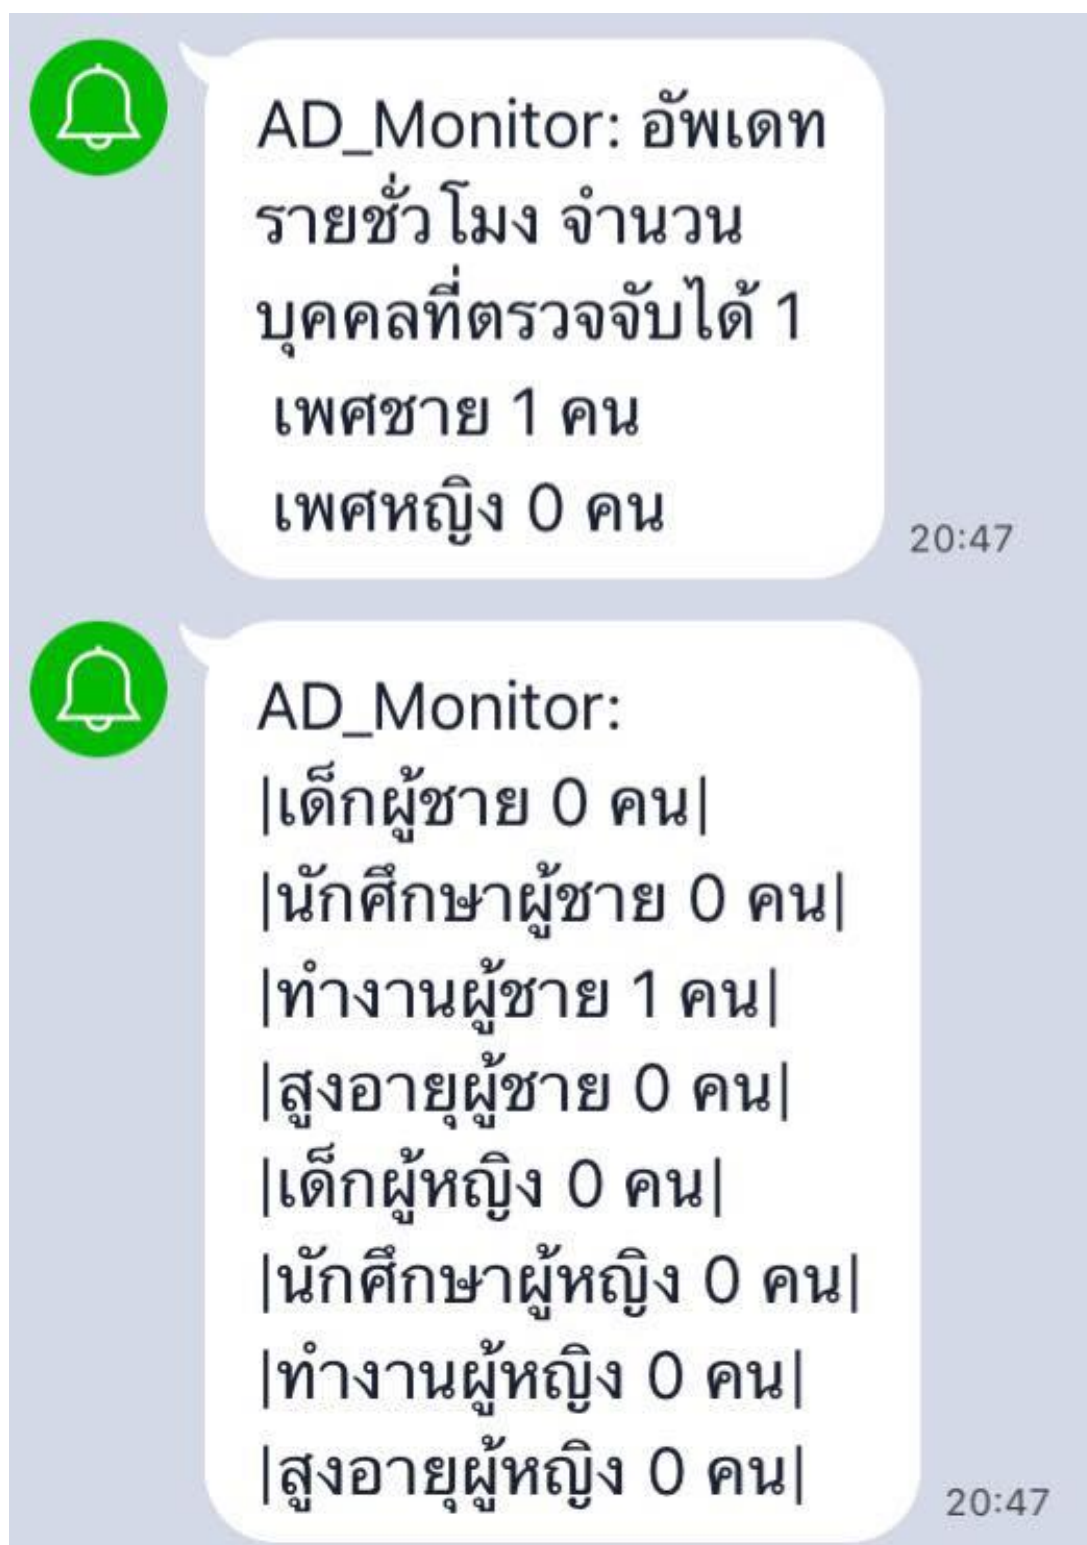 AD_Monitor: อัพเดท
รายชั่วโมง จำนวน
บุคคลที่ตรวจจับได้ 1
เพศชาย 1 คน
เพศหญิง 0 คน
20:47
AD_Monitor:
|เด็กผู้ชาย 0 คน|
|นักศึกษาผู้ชาย 0 คน|
|ทำงานผู้ชาย 1 คน|
|สูงอายุผู้ชาย 0 คน|
|เด็กผู้หญิง 0 คน|
|นักศึกษาผู้หญิง 0 คน|
|ทำงานผู้หญิง 0 คน|
|สูงอายุผู้หญิง 0 คน|
20:47